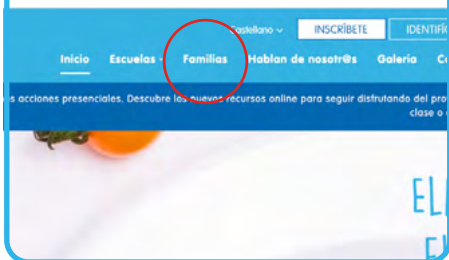 Castellano INSCRÍBETE
Inicio Escuelas Familias Hablan de nosotr@s Galería
acciones presenciales. Descubre los nuevos recursos online para seguir disfrutando del
clase o